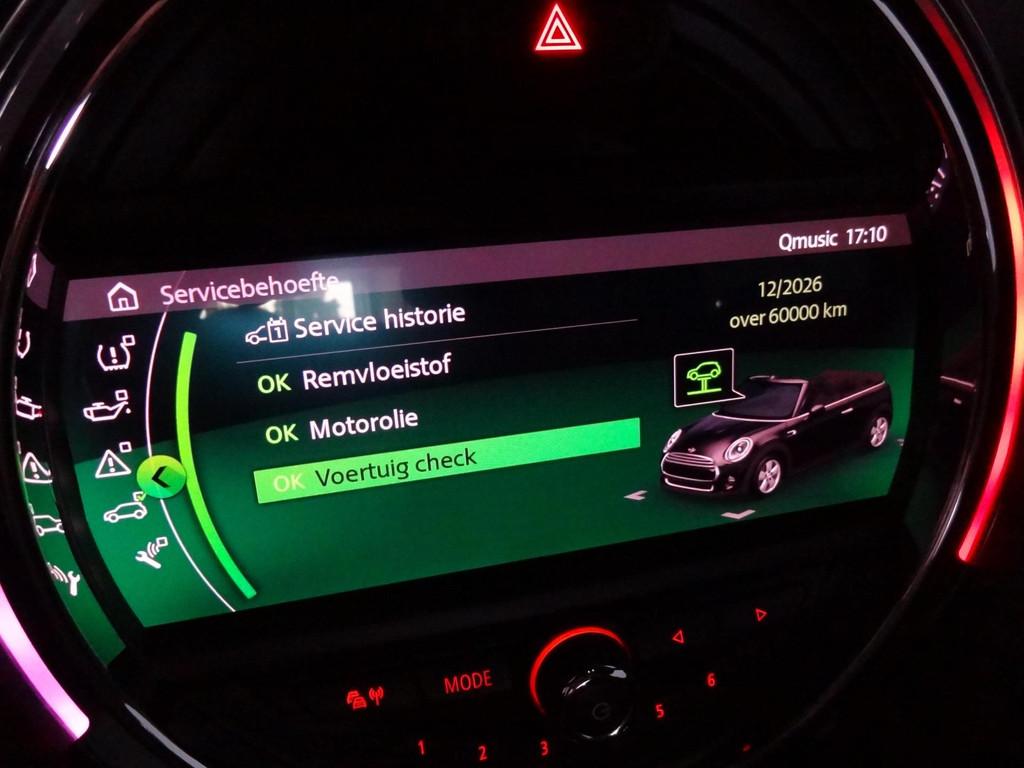 Qmusic 17:10
Servicebehoefte
12/2026
over 60000 km
1 Service historie
OK Remvloeistof
OK Motorolie
OK Voertuig check
MODE
1 2 3 5 6